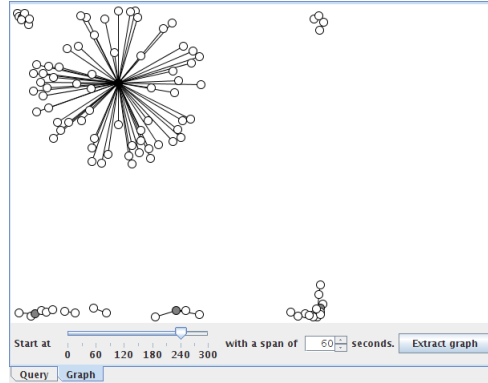 Start at
0 60 120 180 240 300
with a span of 60 seconds.
Extract graph
Query Graph